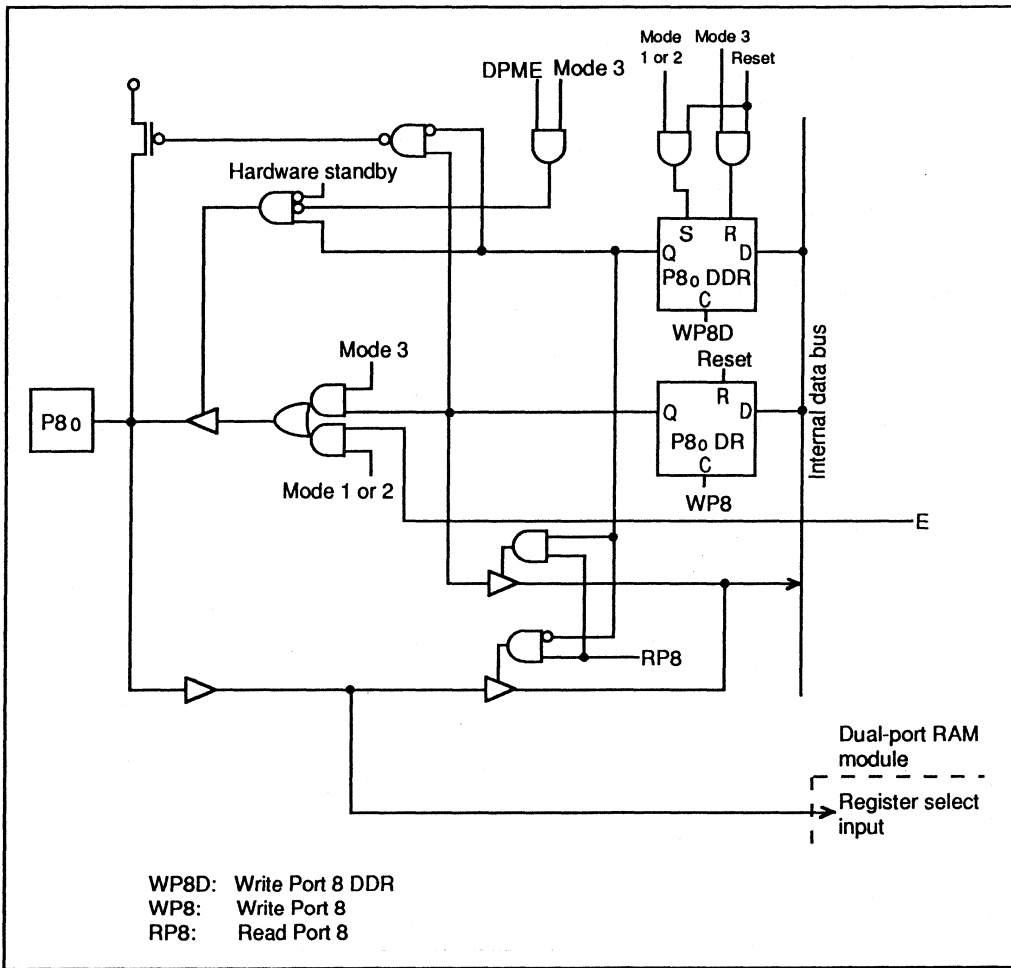 Mode
1 or 2
Mode 3
Reset
DPME
Mode 3
Hardware standby
S
R
Q
D
P80 DDR
C
WP8D
Mode 3
Reset
R
Q
D
P80 DR
C
WP8
P80
Mode 1 or 2
Internal data bus
E
RP8
Dual-port RAM
module
Register select
input
WP8D: Write Port 8 DDR
WP8: Write Port 8
RP8: Read Port 8